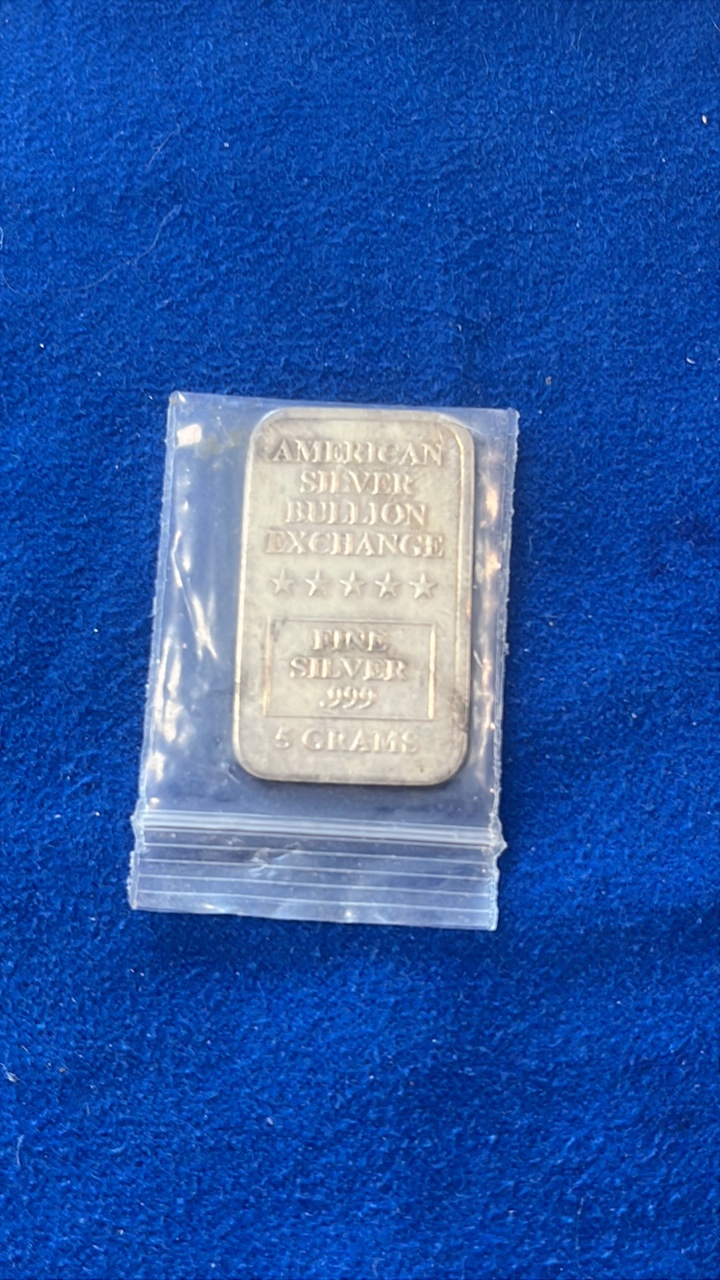 AMERICAN
SILVER
BULLION
EXCHANGE
FINE
SILVER
.999
5 GRAMS